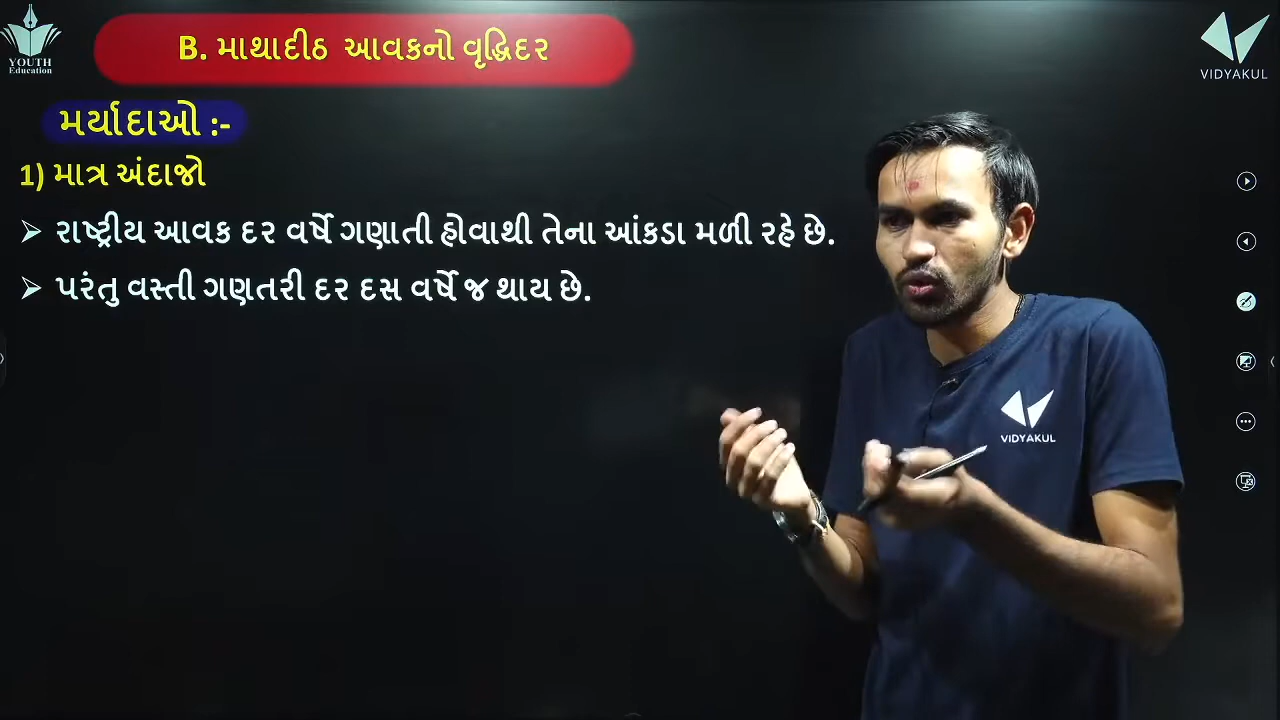 YOUTH
Education
B. માથાદીઠ આવકનો વૃદ્ધિદર
VIDYAKUL
મર્યાદાઓ :-
1) માત્ર અંદાજો
➢ રાષ્ટ્રીય આવક દર વર્ષે ગણાતી હોવાથી તેના આંકડા મળી રહે છે.
➢ પરંતુ વસ્તી ગણતરી દર દસ વર્ષે જ થાય છે.
VIDYAKUL